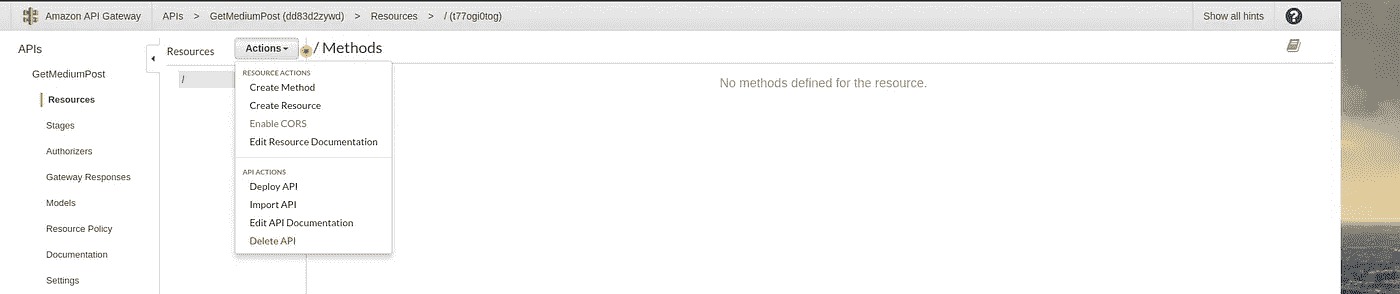 Amazon API Gateway APIs > GetMediumPost (dd83d2zywd) > Resources > / (t77ogi0tog) Show all hints ?
APIs
GetMediumPost
Resources
Stages
Authorizers
Gateway Responses
Models
Resource Policy
Documentation
Settings
Resources Actions / Methods
/
RESOURCE ACTIONS
Create Method
Create Resource
Enable CORS
Edit Resource Documentation
API ACTIONS
Deploy API
Import API
Edit API Documentation
Delete API
No methods defined for the resource.